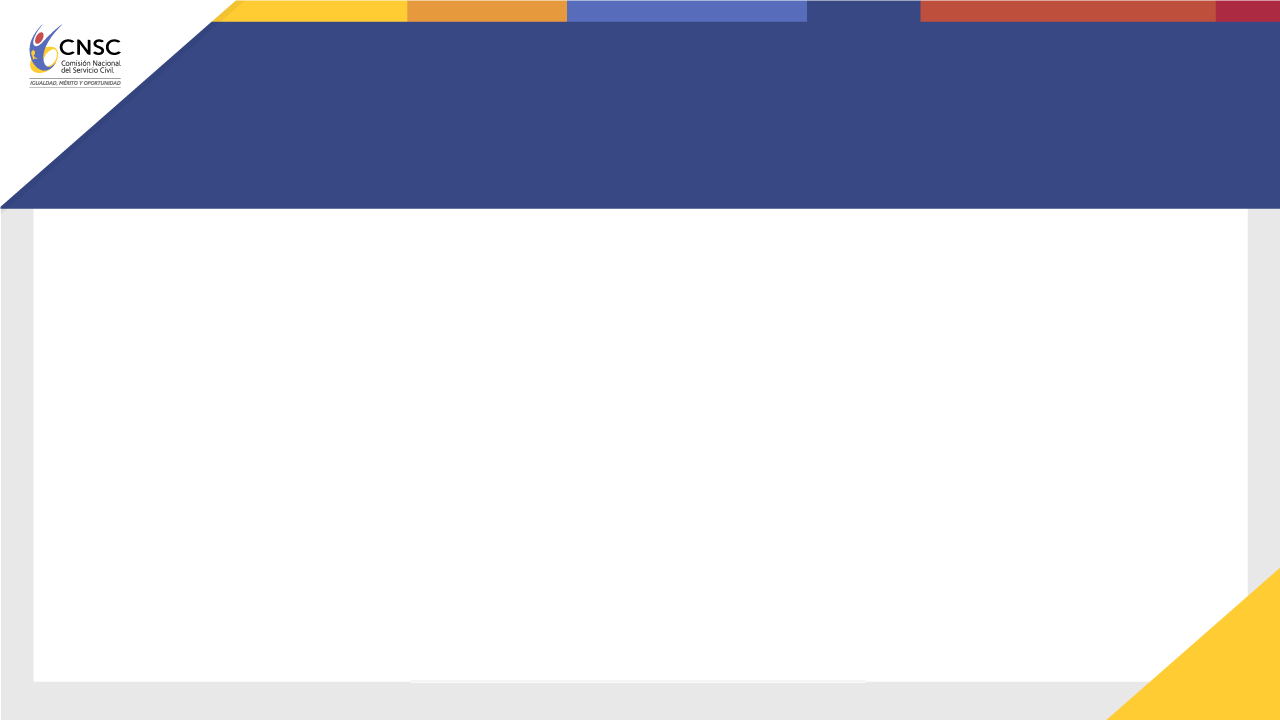 CNSC
Comisión Nacional
del Servicio Civil
IGUALDAD, MÉRITO Y OPORTUNIDAD